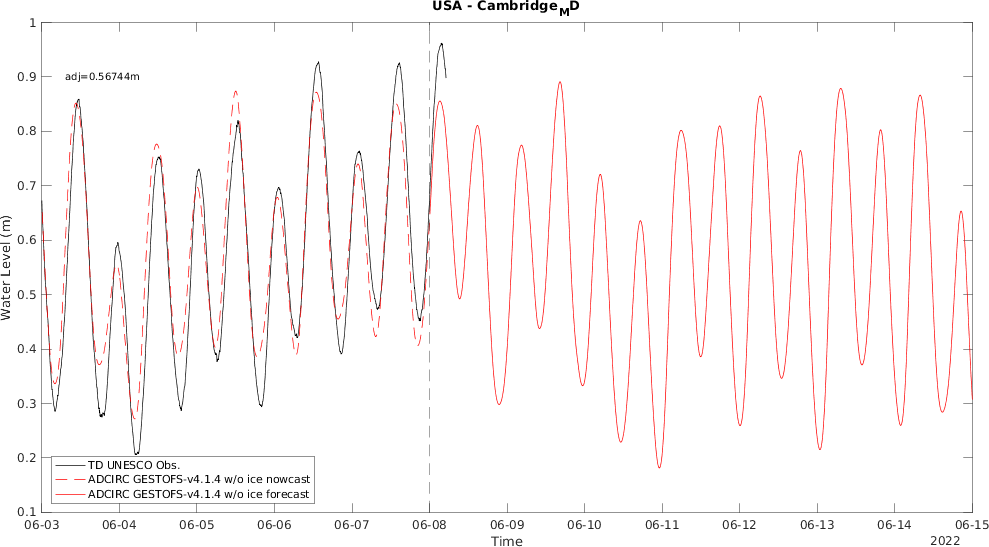 USA - Cambridge_MD
1
adj=0.56744m
0.9
0.8
0.7
0.6
0.5
0.4
0.3
0.2
0.1
Water Level (m)
TD UNESCO Obs.
ADCIRC GESTOFS-v4.1.4 w/o ice nowcast
ADCIRC GESTOFS-v4.1.4 w/o ice forecast
06-03 06-04 06-05 06-06 06-07 06-08 06-09 06-10 06-11 06-12 06-13 06-14 06-15
Time
2022